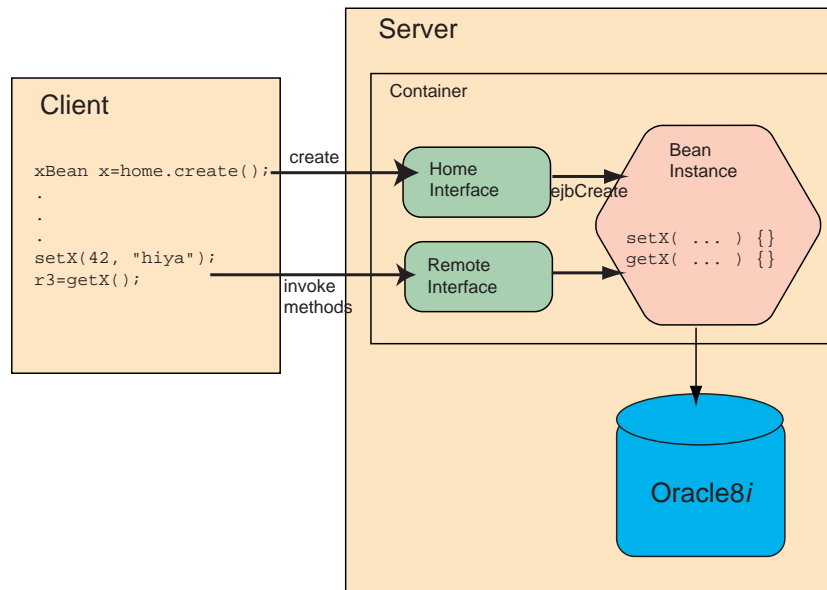 Server
Client
Container
xBean x=home.create();
.
.
.
setX(42, "hiya");
r3=getX();
create
Home
Interface
ejbCreate
Bean
Instance
setX( ... ) {}
getX( ... ) {}
invoke
methods
Remote
Interface
Oracle8i